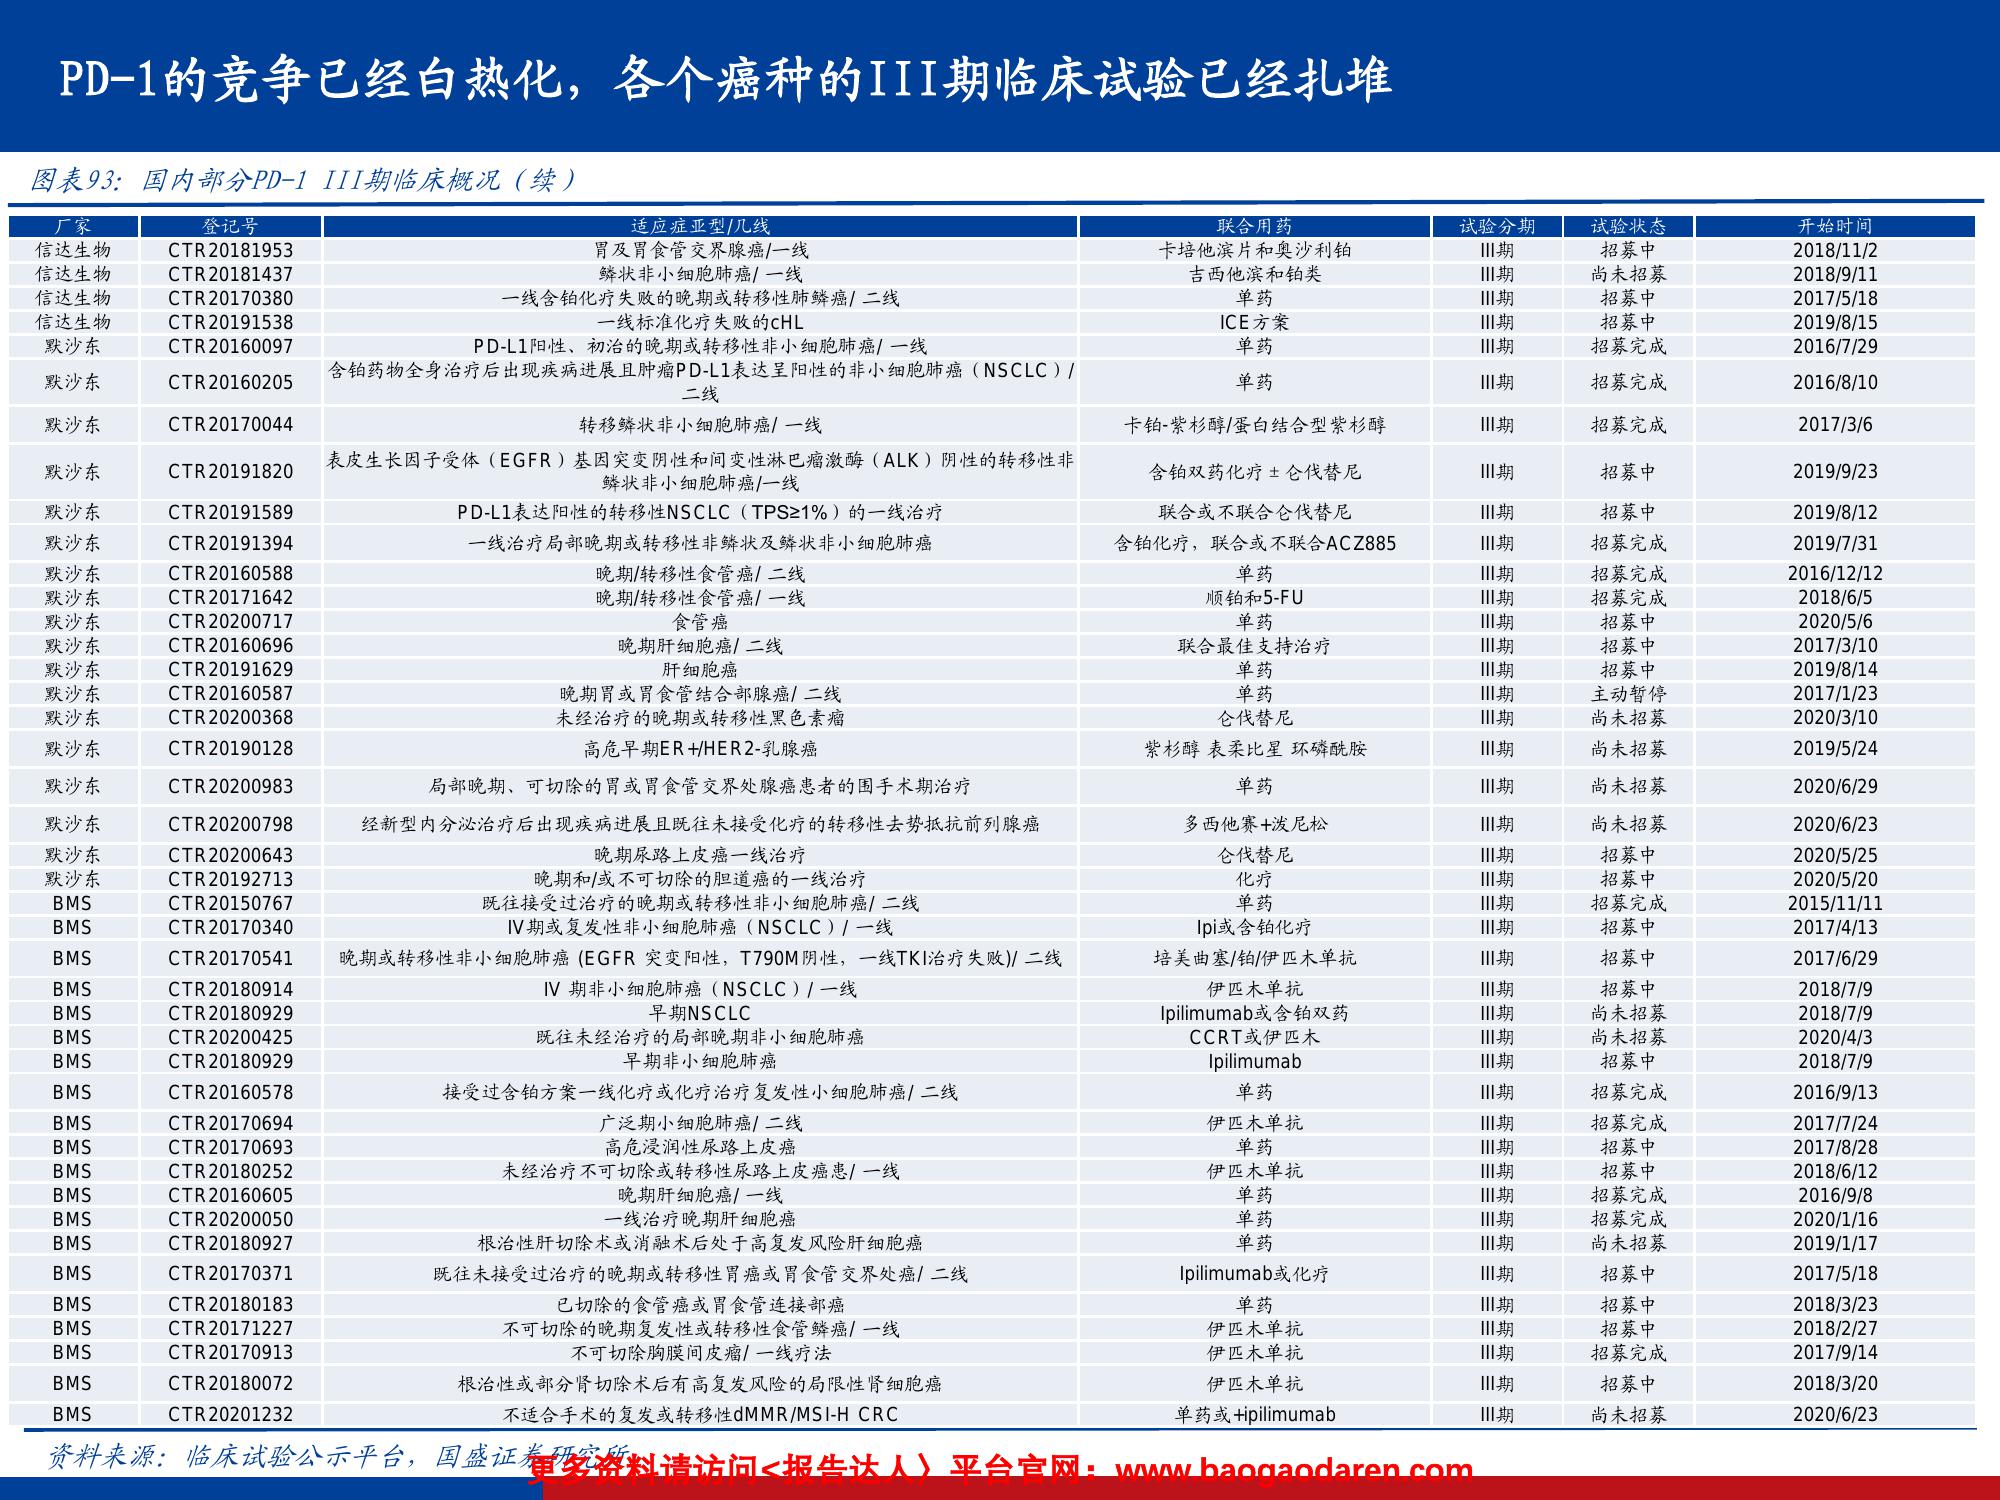 PD-1的竞争已经白热化，各个癌种的III期临床试验已经扎堆
图表93：国内部分PD-1 III期临床概况（续）
厂家 登记号 适应症亚型/几线 联合用药 试验分期 试验状态 开始时间
信达生物 CTR20181953 胃及胃食管交界腺癌/一线 卡培他滨片和奥沙利铂 III期 招募中 2018/11/2
信达生物 CTR20181437 鳞状非小细胞肺癌/ 一线 吉西他滨和铂类 III期 尚未招募 2018/9/11
信达生物 CTR20170380 一线含铂化疗失败的晚期或转移性肺鳞癌/ 二线 单药 III期 招募中 2017/5/18
信达生物 CTR20191538 一线标准化疗失败的cHL ICE方案 III期 招募中 2019/8/15
默沙东 CTR20160097 PD-L1阳性、初治的晚期或转移性非小细胞肺癌/ 一线 单药 III期 招募完成 2016/7/29
默沙东 CTR20160205 含铂药物全身治疗后出现疾病进展且肿瘤PD-L1表达呈阳性的非小细胞肺癌（NSCLC）/
二线 单药 III期 招募完成 2016/8/10
默沙东 CTR20170044 转移鳞状非小细胞肺癌/ 一线 卡铂-紫杉醇/蛋白结合型紫杉醇 III期 招募完成 2017/3/6
默沙东 CTR20191820 表皮生长因子受体（EGFR）基因突变阴性和间变性淋巴瘤激酶（ALK）阴性的转移性非
鳞状非小细胞肺癌/一线 含铂双药化疗 ± 仑伐替尼 III期 招募中 2019/9/23
默沙东 CTR20191589 PD-L1表达阳性的转移性NSCLC（TPS≥1%）的一线治疗 联合或不联合仑伐替尼 III期 招募中 2019/8/12
默沙东 CTR20191394 一线治疗局部晚期或转移性非鳞状及鳞状非小细胞肺癌 含铂化疗，联合或不联合ACZ885 III期 招募完成 2019/7/31
默沙东 CTR20160588 晚期/转移性食管癌/ 二线 单药 III期 招募完成 2016/12/12
默沙东 CTR20171642 晚期/转移性食管癌/ 一线 顺铂和5-FU III期 招募完成 2018/6/5
默沙东 CTR20200717 食管癌 单药 III期 招募中 2020/5/6
默沙东 CTR20160696 晚期肝细胞癌/ 二线 联合最佳支持治疗 III期 招募中 2017/3/10
默沙东 CTR20191629 肝细胞癌 单药 III期 招募中 2019/8/14
默沙东 CTR20160587 晚期胃或胃食管结合部腺癌/ 二线 单药 III期 主动暂停 2017/1/23
默沙东 CTR20200368 未经治疗的晚期或转移性黑色素瘤 仑伐替尼 III期 尚未招募 2020/3/10
默沙东 CTR20190128 高危早期ER+/HER2-乳腺癌 紫杉醇 表柔比星 环磷酰胺 III期 尚未招募 2019/5/24
默沙东 CTR20200983 局部晚期、可切除的胃或胃食管交界处腺癌患者的围手术期治疗 单药 III期 尚未招募 2020/6/29
默沙东 CTR20200798 经新型内分泌治疗后出现疾病进展且既往未接受化疗的转移性去势抵抗前列腺癌 多西他赛+泼尼松 III期 尚未招募 2020/6/23
默沙东 CTR20200643 晚期尿路上皮癌一线治疗 仑伐替尼 III期 招募中 2020/5/25
默沙东 CTR20192713 晚期和/或不可切除的胆道癌的一线治疗 化疗 III期 招募中 2020/5/20
BMS CTR20150767 既往接受过治疗的晚期或转移性非小细胞肺癌/ 二线 单药 III期 招募完成 2015/11/11
BMS CTR20170340 IV期或复发性非小细胞肺癌（NSCLC）/ 一线 Ipi或含铂化疗 III期 招募中 2017/4/13
BMS CTR20170541 晚期或转移性非小细胞肺癌 (EGFR 突变阳性，T790M阴性，一线TKI治疗失败)/ 二线 培美曲塞/铂/伊匹木单抗 III期 招募中 2017/6/29
BMS CTR20180914 IV 期非小细胞肺癌（NSCLC）/ 一线 伊匹木单抗 III期 招募中 2018/7/9
BMS CTR20180929 早期NSCLC Ipilimumab或含铂双药 III期 尚未招募 2018/7/9
BMS CTR20200425 既往未经治疗的局部晚期非小细胞肺癌 CCRT或伊匹木 III期 尚未招募 2020/4/3
BMS CTR20180929 早期非小细胞肺癌 Ipilimumab III期 招募中 2018/7/9
BMS CTR20160578 接受过含铂方案一线化疗或化疗治疗复发性小细胞肺癌/ 二线 单药 III期 招募完成 2016/9/13
BMS CTR20170694 广泛期小细胞肺癌/ 二线 伊匹木单抗 III期 招募完成 2017/7/24
BMS CTR20170693 高危浸润性尿路上皮癌 单药 III期 招募中 2017/8/28
BMS CTR20180252 未经治疗不可切除或转移性尿路上皮癌患/ 一线 伊匹木单抗 III期 招募中 2018/6/12
BMS CTR20160605 晚期肝细胞癌/ 一线 单药 III期 招募完成 2016/9/8
BMS CTR20200050 一线治疗晚期肝细胞癌 单药 III期 招募完成 2020/1/16
BMS CTR20180927 根治性肝切除术或消融术后处于高复发风险肝细胞癌 单药 III期 尚未招募 2019/1/17
BMS CTR20170371 既往未接受过治疗的晚期或转移性胃癌或胃食管交界处癌/ 二线 Ipilimumab或化疗 III期 招募中 2017/5/18
BMS CTR20180183 已切除的食管癌或胃食管连接部癌 单药 III期 招募中 2018/3/23
BMS CTR20171227 不可切除的晚期复发性或转移性食管鳞癌/ 一线 伊匹木单抗 III期 招募中 2018/2/27
BMS CTR20170913 不可切除胸膜间皮瘤/ 一线疗法 伊匹木单抗 III期 招募完成 2017/9/14
BMS CTR20180072 根治性或部分肾切除术后有高复发风险的局限性肾细胞癌 伊匹木单抗 III期 招募中 2018/3/20
BMS CTR20201232 不适合手术的复发或转移性dMMR/MSI-H CRC 单药或+ipilimumab III期 尚未招募 2020/6/23
资料来源：临床试验公示平台，国盛证券研究所
更多资料请访问<报告达人〉平台官网：www.baogaodaren.com